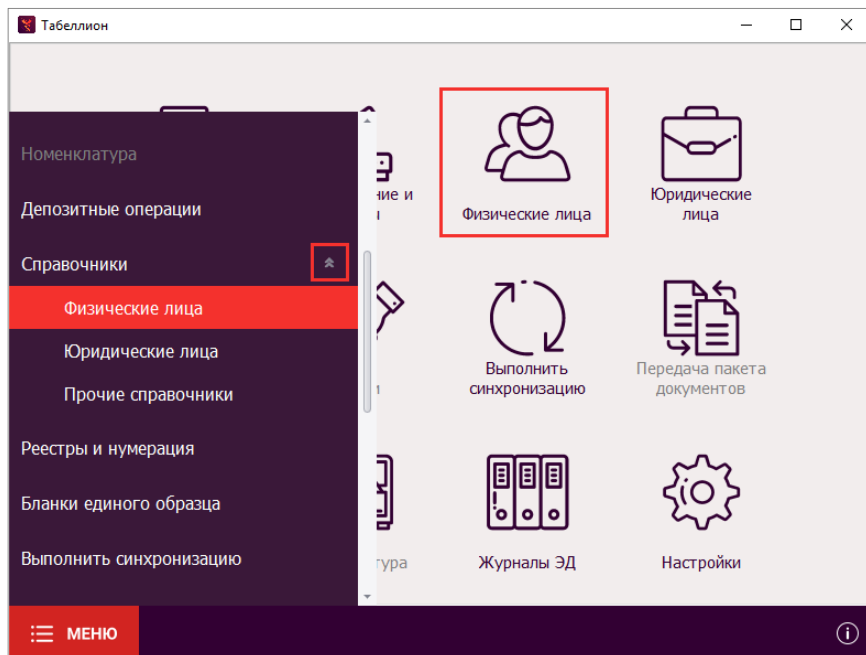 Табеллион
Номенклатура
Депозитные операции
Справочники
Физические лица
Юридические лица
Прочие справочники
Реестры и нумерация
Бланки единого образца
Выполнить синхронизацию
МЕНЮ
и
Физические лица
Юридические
лица
Выполнить
синхронизацию
Передача пакета
документов
Журналы ЭД
Настройки